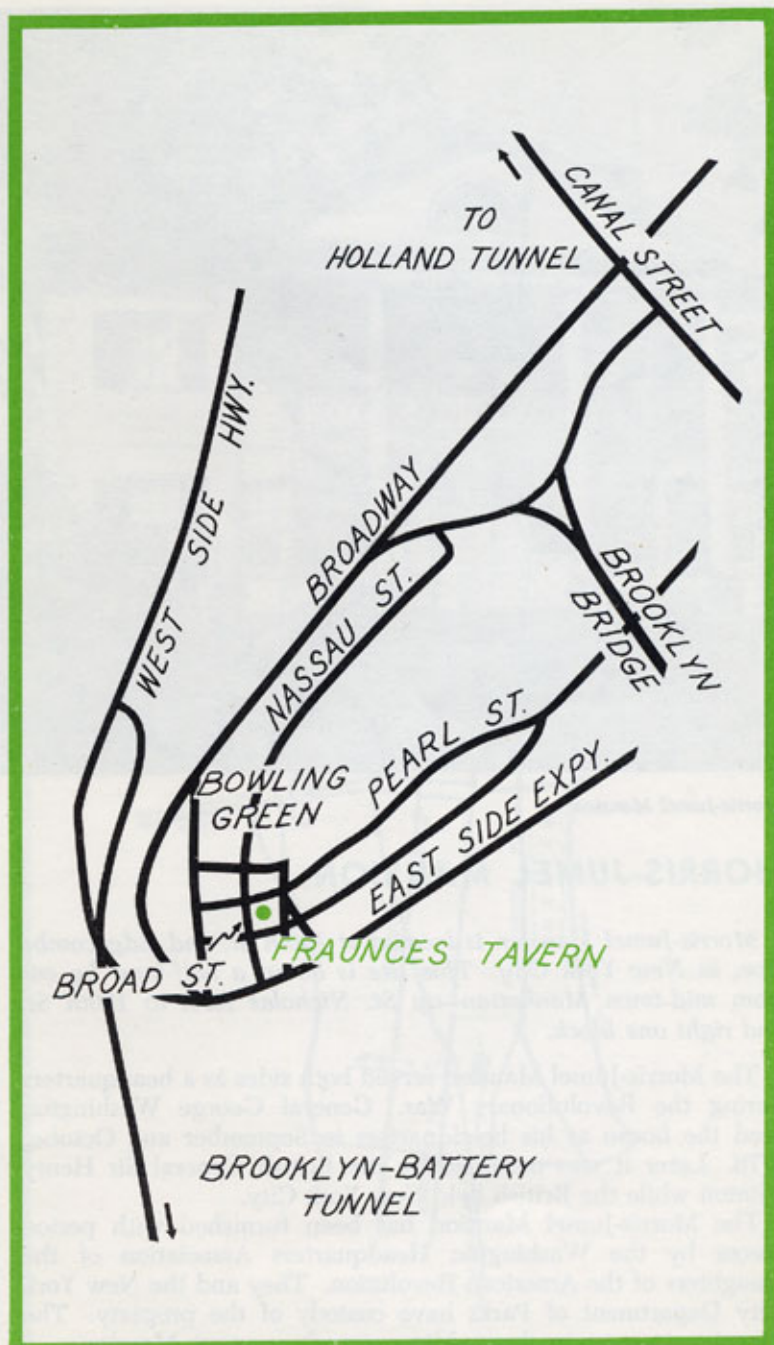 TO
HOLLAND TUNNEL
CANAL STREET
WEST SIDE HWY.
BROADWAY
NASSAU ST.
BROOKLYN
BRIDGE
PEARL ST.
BOWLING
GREEN
EAST SIDE EXPY.
FRAUNCES TAVERN
BROAD ST.
BROOKLYN-BATTERY
TUNNEL